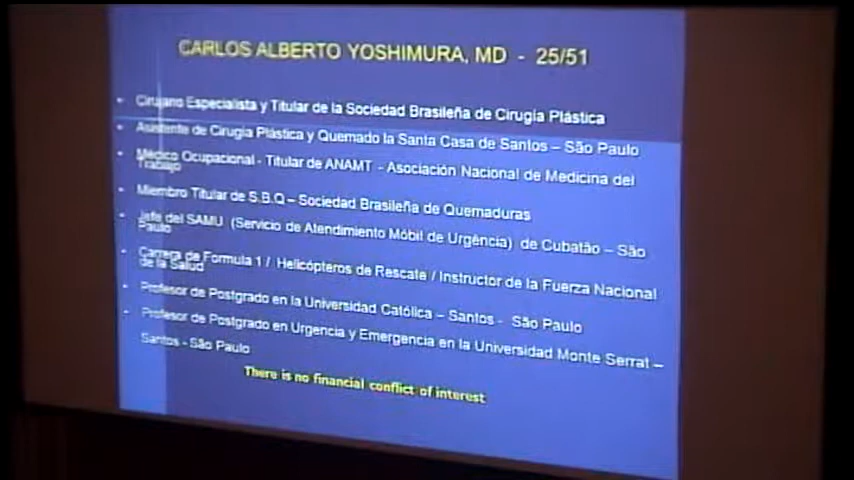 CARLOS ALBERTO YOSHIMURA, MD - 25/51
• Cirujano Especialista y Titular de la Sociedad Brasileña de Cirugía Plástica
• Asistente de Cirugía Plástica y Quemado la Santa Casa de Santos – São Paulo
• Médico Ocupacional - Titular de ANAMT - Asociación Nacional de Medicina del
Trabajo
• Miembro Titular de S.B.Q – Sociedad Brasileña de Quemaduras
• Jefe del SAMU (Servicio de Atendimiento Móbil de Urgência) de Cubatão – São
Paulo
• Carrera de Formula 1 / Helicópteros de Rescate / Instructor de la Fuerza Nacional
de la Salud
• Profesor de Postgrado en la Universidad Católica – Santos - São Paulo
• Profesor de Postgrado en Urgencia y Emergencia en la Universidad Monte Serrat –
Santos - São Paulo
There is no financial conflict of interest